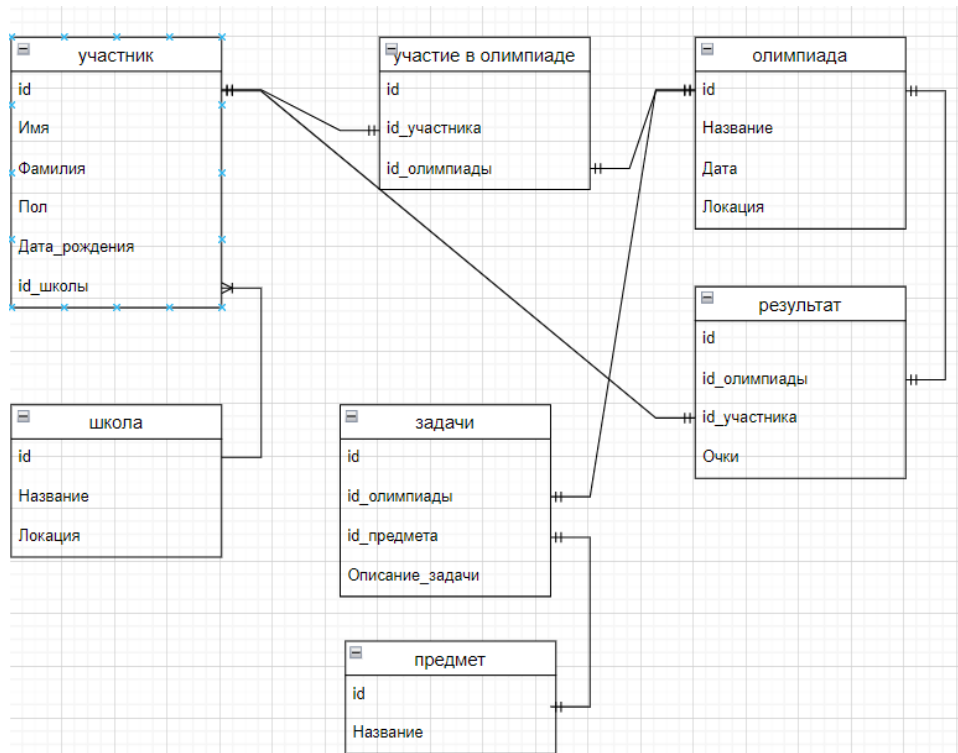 участник
id
Имя
Фамилия
Пол
Дата_рождения
id_школы
участие в олимпиаде
id
id_участника
id_олимпиады
олимпиада
id
Название
Дата
Локация
результат
id
id_олимпиады
id_участника
Очки
школа
id
Название
Локация
задачи
id
id_олимпиады
id_предмета
Описание_задачи
предмет
id
Название